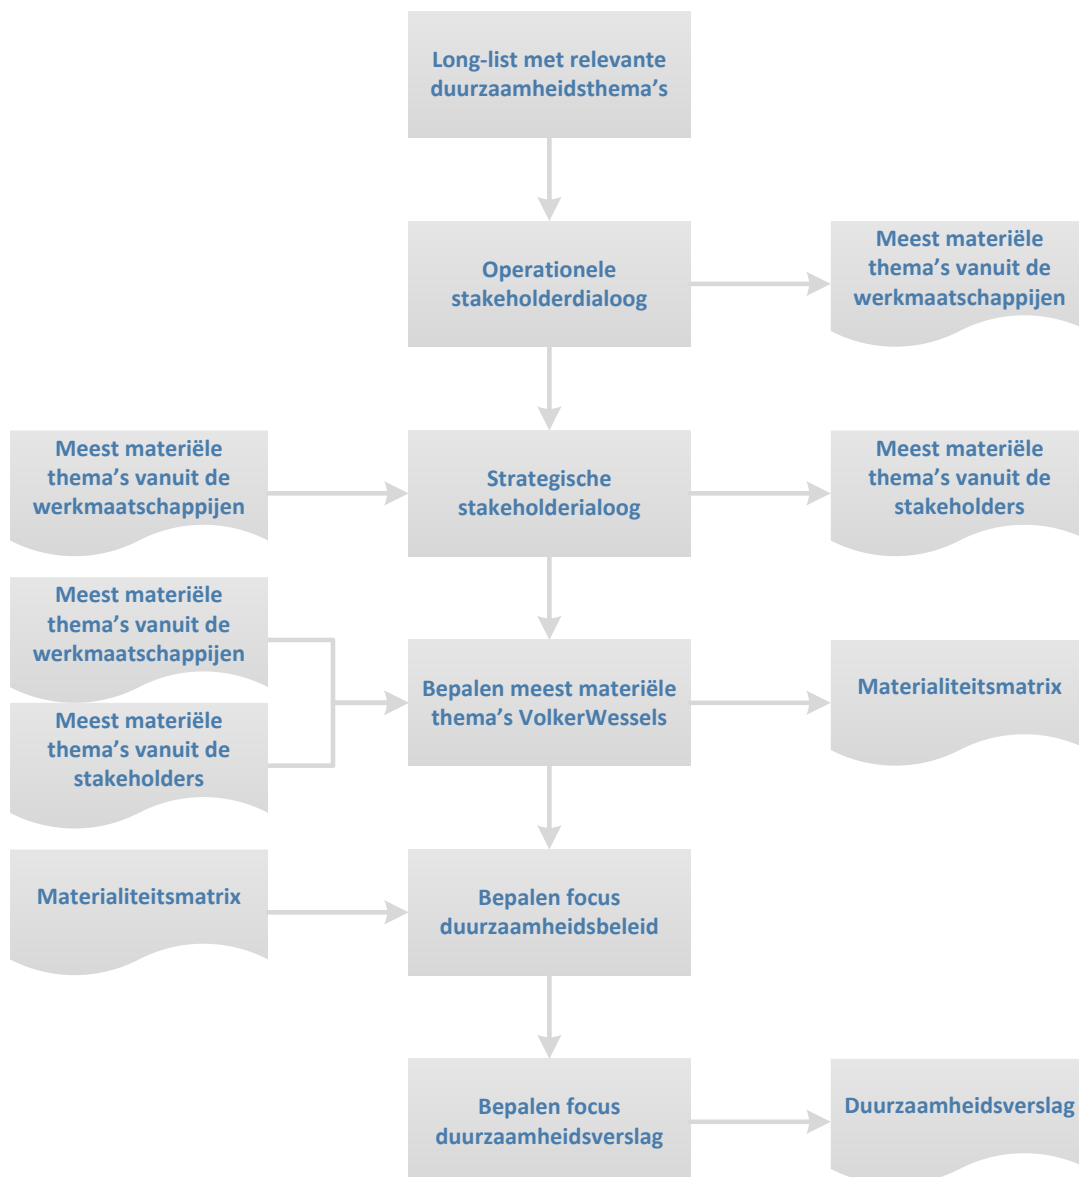 Long-list met relevante
duurzaamheidsthema’s
Operationele
stakeholderdialoog
Meest materiële
thema’s vanuit de
werkmaatschappijen
Meest materiële
thema’s vanuit de
werkmaatschappijen
Strategische
stakeholderialoog
Meest materiële
thema’s vanuit de
stakeholders
Meest materiële
thema’s vanuit de
werkmaatschappijen
Meest materiële
thema’s vanuit de
stakeholders
Bepalen meest materiële
thema’s VolkerWessels
Materialiteitsmatrix
Materialiteitsmatrix
Bepalen focus
duurzaamheidsbeleid
Bepalen focus
duurzaamheidsverslag
Duurzaamheidsverslag